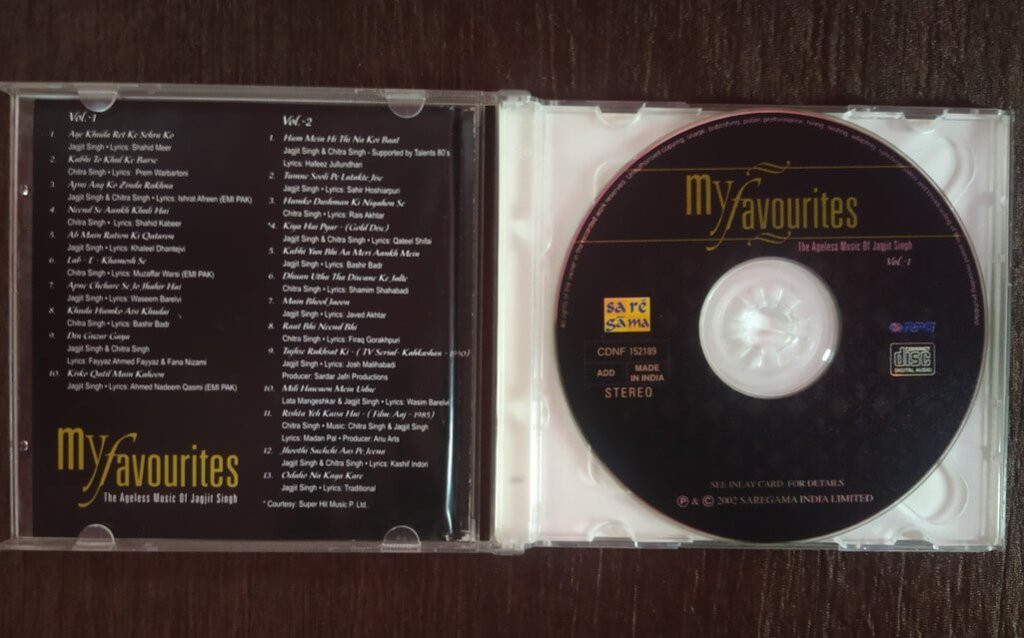 Vol.-1
1. Aye Khuda Ret Ke Sehra Ko
Jagjit Singh • Lyrics: Shahid Meer
2. Kabhi To Khul Ke Barse
Chitra Singh • Lyrics: Prem Warbartoni
3. Apni Aag Ko Zinda Rakhna
Jagjit Singh & Chitra Singh • Lyrics: Ishrat Afreen (EMI PAK)
4. Neend Se Aankh Khuli Hai
Chitra Singh • Lyrics: Shahid Kabeer
5. Ab Main Ration Ki Qataron
Jagjit Singh • Lyrics: Khaleel Dhantejvi
6. Lab - E - Khamosh Se
Chitra Singh • Lyrics: Muzaffar Warsi (EMI PAK)
7. Apne Chehare Se Jo Jhaher Hai
Jagjit Singh • Lyrics: Waseem Barelvi
8. Khuda Humko Aisi Khudai
Chitra Singh • Lyrics: Bashir Badr
9. Din Guzar Gaya
Jagjit Singh & Chitra Singh
Lyrics: Fayyaz Ahmed Fayyaz & Fana Nizami
10. Kisko Qatil Main Kahoon
Jagjit Singh • Lyrics: Ahmed Nadeem Qasmi (EMI PAK)
my favourites
The Ageless Music Of Jagjit Singh
Vol.-2
1. Hum Mein Hi Thi Na Koi Baat
Jagjit Singh & Chitra Singh - Supported by Talents 80's
Lyrics: Hafeez Jullundhari
2. Tumne Sooli Pe Latakte Jise
Jagjit Singh • Lyrics: Sahir Hoshiarpuri
3. Humko Dushman Ki Nigahon Se
Chitra Singh • Lyrics: Rais Akhtar
*4. Kiya Hai Pyar - (Gold Disc)
Jagjit Singh & Chitra Singh • Lyrics: Qateel Shifai
5. Kabhi Yun Bhi Aa Meri Aankh Mein
Jagjit Singh • Lyrics: Bashir Badr
6. Dhuan Utha Tha Diwane Ke Jalte
Chitra Singh • Lyrics: Shamim Shahabadi
7. Main Bhool Jaoon
Jagjit Singh • Lyrics: Javed Akhtar
8. Raat Bhi Neend Bhi
Chitra Singh • Lyrics: Firaq Gorakhpuri
9. Tujhse Rukhsat Ki - (TV Serial- Kahkashan - 1990)
Jagjit Singh • Lyrics: Josh Malihabadi
Producer: Sardar Jafri Productions
10. Mili Hawaon Mein Udne
Lata Mangeshkar & Jagjit Singh • Lyrics: Wasim Barelvi
11. Rishta Yeh Kaisa Hai - (Film: Aaj - 1985)
Chitra Singh • Music: Chitra Singh & Jagjit Singh
Lyrics: Madan Pal • Producer: Anu Arts
12. Jhoothi Sachchi Aas Pe Jeena
Jagjit Singh & Chitra Singh • Lyrics: Kashif Indori
13. Odahe Na Kaga Kare
Jagjit Singh • Lyrics: Traditional
* Courtesy: Super Hit Music P. Ltd..
my favourites
The Ageless Music Of Jagjit Singh
Vol.-1
sa rê
gāmã
RPG
CDNF 152189
ADD MADE IN INDIA
STEREO
COMPACT
disc
DIGITAL AUDIO
SEE INLAY CARD FOR DETAILS
℗ & © 2002 SAREGAMA INDIA LIMITED